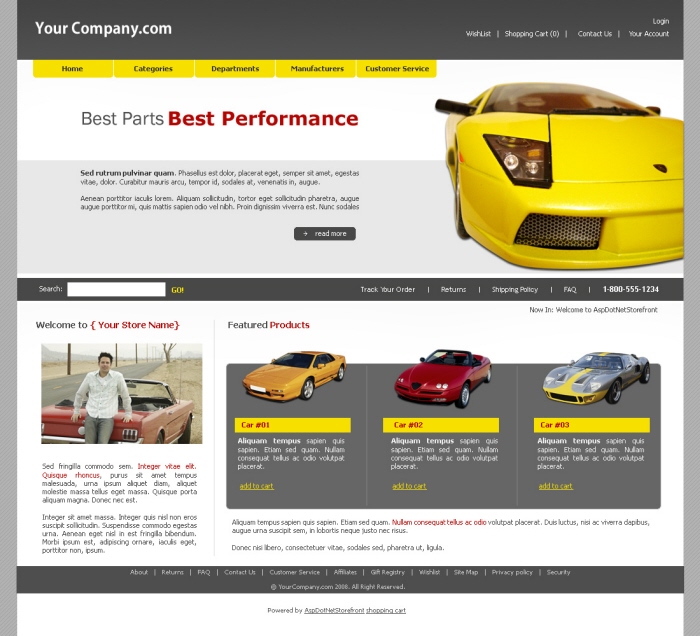 Your Company.com
Login
WishList | Shopping Cart (0) | Contact Us | Your Account
Home Categories Departments Manufacturers Customer Service
Best Parts Best Performance
Sed rutrum pulvinar quam. Phasellus est dolor, placerat eget, semper sit amet, egestas
vitae, dolor. Curabitur mauris arcu, tempor id, sodales at, venenatis in, augue.
Aenean porttitor iaculis lorem. Aliquam sollicitudin, tortor eget sollicitudin pharetra, augue
augue porttitor mi, quis mattis sapien odio vel nibh. Proin dignissim viverra est. Nunc sodales
read more
Search: GO! Track Your Order | Returns | Shipping Policy | FAQ | 1-800-555-1234
Now In: Welcome to AspDotNetStorefront
Welcome to { Your Store Name}
Sed fringilla commodo sem. Integer vitae elit.
Quisque rhoncus, purus sit amet tempus
malesuada, urna ipsum aliquet diam, aliquet
molestie massa tellus eget massa. Quisque porta
aliquam magna. Donec nec est.
Integer sit amet massa. Integer quis nisl non eros
suscipit sollicitudin. Suspendisse commodo egestas
urna. Aenean eget nisl in est fringilla bibendum.
Morbi ipsum est, adipiscing ornare, iaculis eget,
porttitor non, ipsum.
Featured Products
Car #01
Aliquam tempus sapien quis
sapien. Etiam sed quam. Nullam
consequat tellus ac odio volutpat
placerat.
add to cart
Car #02
Aliquam tempus sapien quis
sapien. Etiam sed quam. Nullam
consequat tellus ac odio volutpat
placerat.
add to cart
Car #03
Aliquam tempus sapien quis
sapien. Etiam sed quam. Nullam
consequat tellus ac odio volutpat
placerat.
add to cart
Aliquam tempus sapien quis sapien. Etiam sed quam. Nullam consequat tellus ac odio volutpat placerat. Duis luctus, nisi ac viverra dapibus,
augue urna suscipit sem, in lobortis neque justo nec risus.
Donec nisi libero, consectetuer vitae, sodales sed, pharetra ut, ligula.
About | Returns | FAQ | Contact Us | Customer Service | Affiliates | Gift Registry | Wishlist | Site Map | Privacy policy | Security
@ YourCompany.com 2008. All Right Reserved.
Powered by AspDotNetStorefront shopping cart